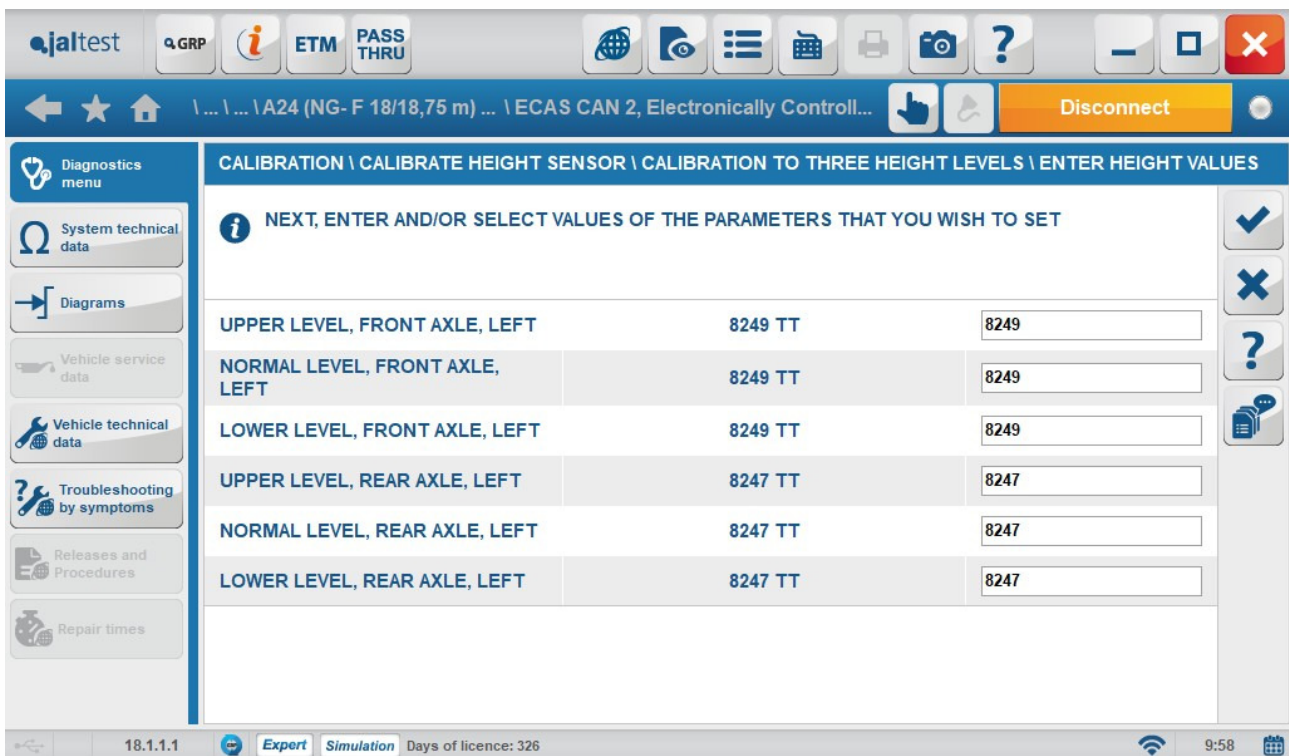 jaltest
GRP
i
ETM
PASS
THRU
?
\ ... \ ... \ A24 (NG- F 18/18,75 m) ... \ ECAS CAN 2, Electronically Controll...
Disconnect
Diagnostics
menu
System technical
data
Diagrams
Vehicle service
data
Vehicle technical
data
Troubleshooting
by symptoms
Releases and
Procedures
Repair times
CALIBRATION \ CALIBRATE HEIGHT SENSOR \ CALIBRATION TO THREE HEIGHT LEVELS \ ENTER HEIGHT VALUES
NEXT, ENTER AND/OR SELECT VALUES OF THE PARAMETERS THAT YOU WISH TO SET
UPPER LEVEL, FRONT AXLE, LEFT 8249 TT 8249
NORMAL LEVEL, FRONT AXLE,
LEFT 8249 TT 8249
LOWER LEVEL, FRONT AXLE, LEFT 8249 TT 8249
UPPER LEVEL, REAR AXLE, LEFT 8247 TT 8247
NORMAL LEVEL, REAR AXLE, LEFT 8247 TT 8247
LOWER LEVEL, REAR AXLE, LEFT 8247 TT 8247
?
18.1.1.1 Expert Simulation Days of licence: 326 9:58